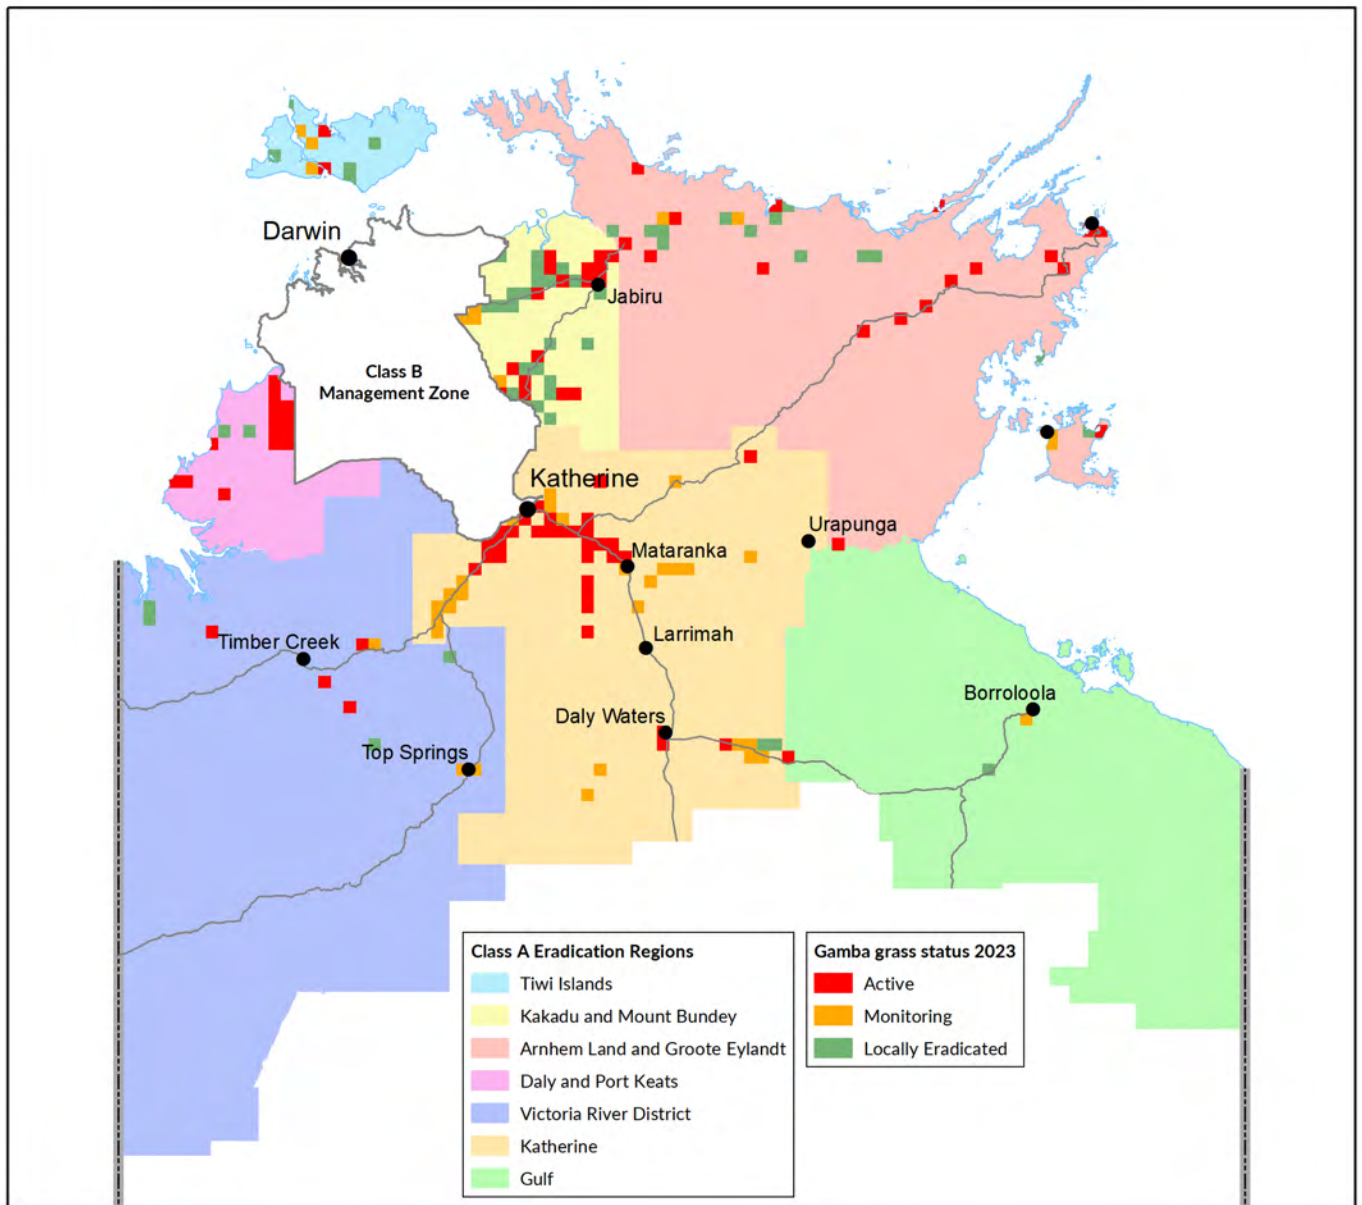 Darwin
Jabiru
Class B
Management Zone
Katherine
Urapunga
Mataranka
Timber Creek
Larrimah
Borroloola
Daly Waters
Top Springs
Class A Eradication Regions
Tiwi Islands
Kakadu and Mount Bundey
Arnhem Land and Groote Eylandt
Daly and Port Keats
Victoria River District
Katherine
Gulf
Gamba grass status 2023
Active
Monitoring
Locally Eradicated